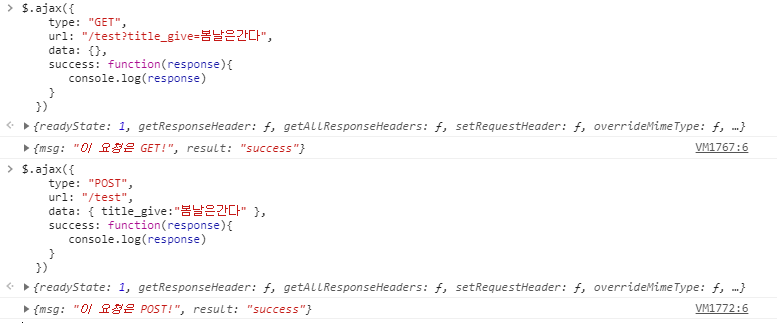 > $.ajax({
type: "GET",
url: "/test?title_give=봄날은간다",
data: {},
success: function(response){
console.log(response)
}
})
{readyState: 1, getResponseHeader: ƒ, getAllResponseHeaders: ƒ, setRequestHeader: ƒ, overrideMimeType: ƒ, …}
{msg: "이 요청은 GET!", result: "success"} VM1767:6
> $.ajax({
type: "POST",
url: "/test",
data: { title_give:"봄날은간다" },
success: function(response){
console.log(response)
}
})
{readyState: 1, getResponseHeader: ƒ, getAllResponseHeaders: ƒ, setRequestHeader: ƒ, overrideMimeType: ƒ, …}
{msg: "이 요청은 POST!", result: "success"} VM1772:6